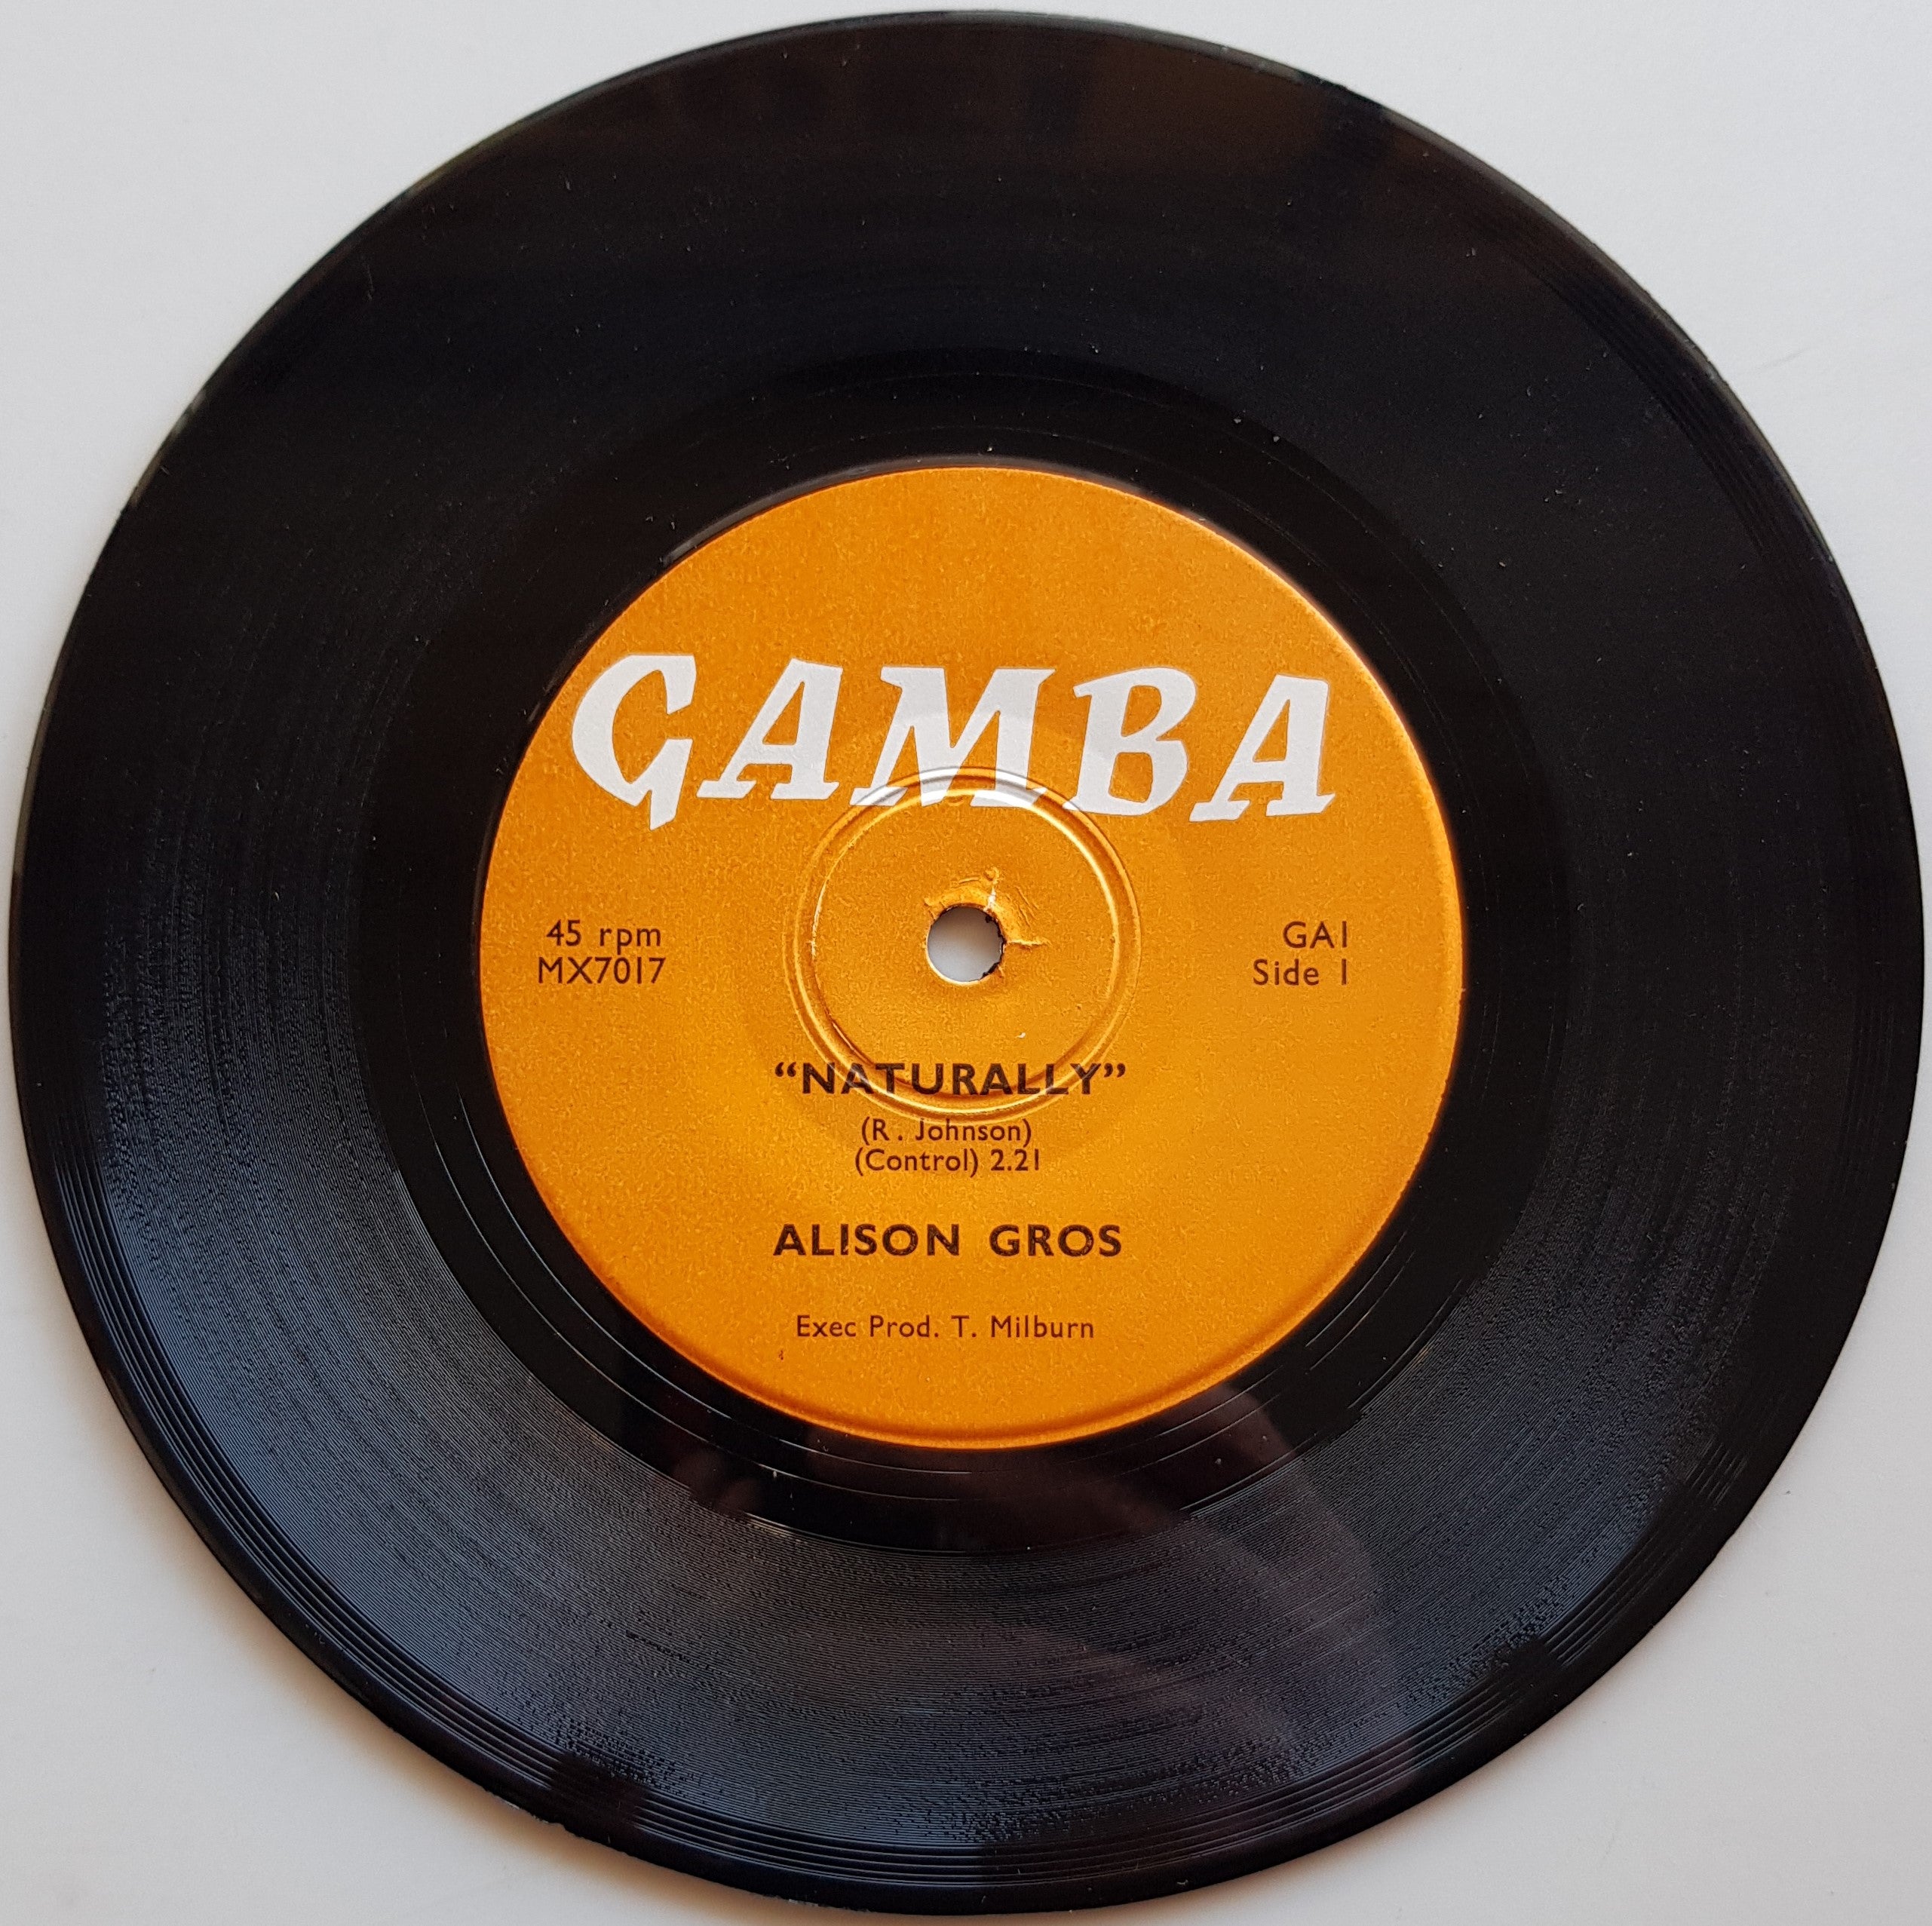 GAMBA
45 rpm
MX7017
GA1
Side 1
“NATURALLY”
(R. Johnson)
(Control) 2.21
ALISON GROS
Exec Prod. T. Milburn